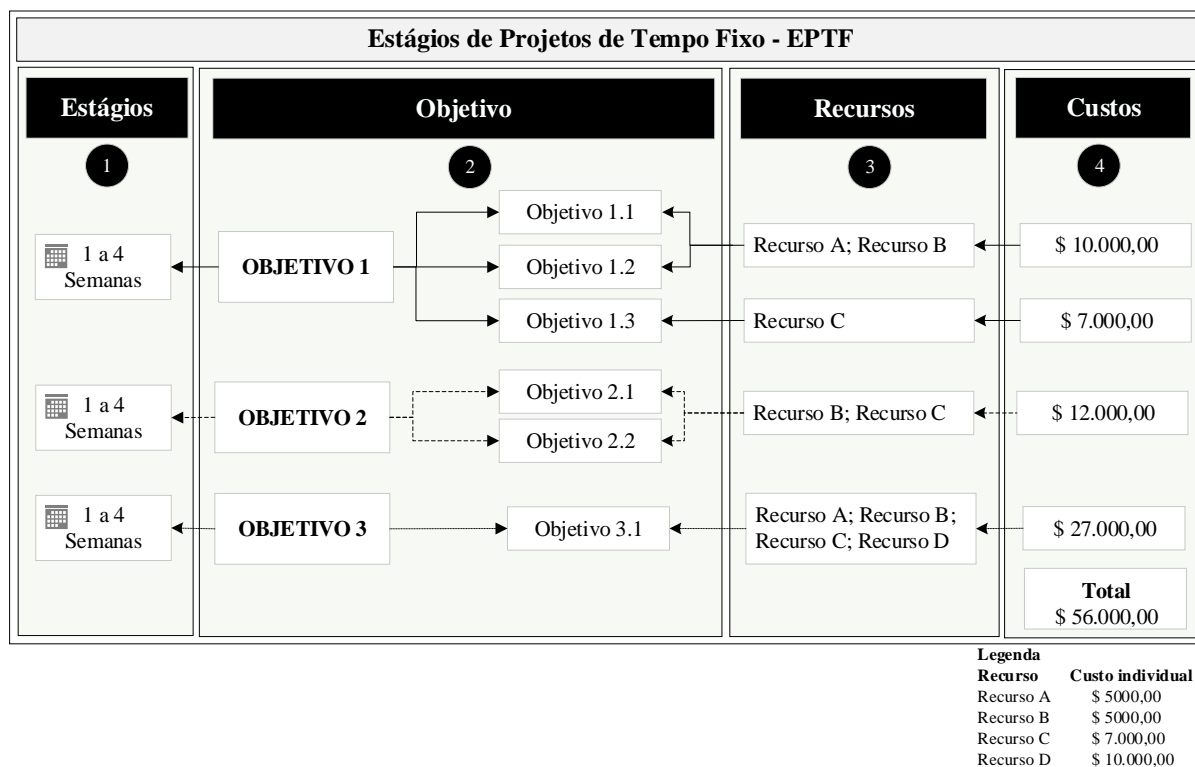 Estágios de Projetos de Tempo Fixo - EPTF
Estágios
Objetivo
Recursos
Custos
1
2
3
4
1 a 4
Semanas
OBJETIVO 1
Objetivo 1.1
Objetivo 1.2
Objetivo 1.3
Recurso A; Recurso B
$ 10.000,00
Recurso C
$ 7.000,00
1 a 4
Semanas
OBJETIVO 2
Objetivo 2.1
Objetivo 2.2
Recurso B; Recurso C
$ 12.000,00
1 a 4
Semanas
OBJETIVO 3
Objetivo 3.1
Recurso A; Recurso B;
Recurso C; Recurso D
$ 27.000,00
Total
$ 56.000,00
Legenda
Recurso Custo individual
Recurso A $ 5000,00
Recurso B $ 5000,00
Recurso C $ 7.000,00
Recurso D $ 10.000,00